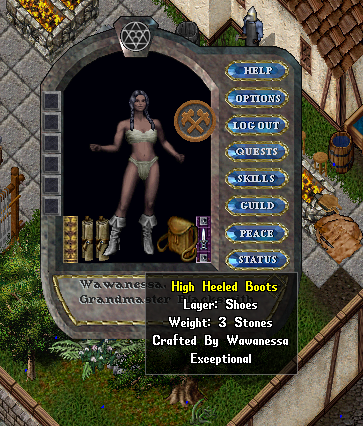 HELP
OPTIONS
LOG OUT
QUESTS
SKILLS
GUILD
PEACE
STATUS
Wawanessa,
Grandmaster
High Heeled Boots
Layer: Shoes
Weight: 3 Stones
Crafted By Wawanessa
Exceptional